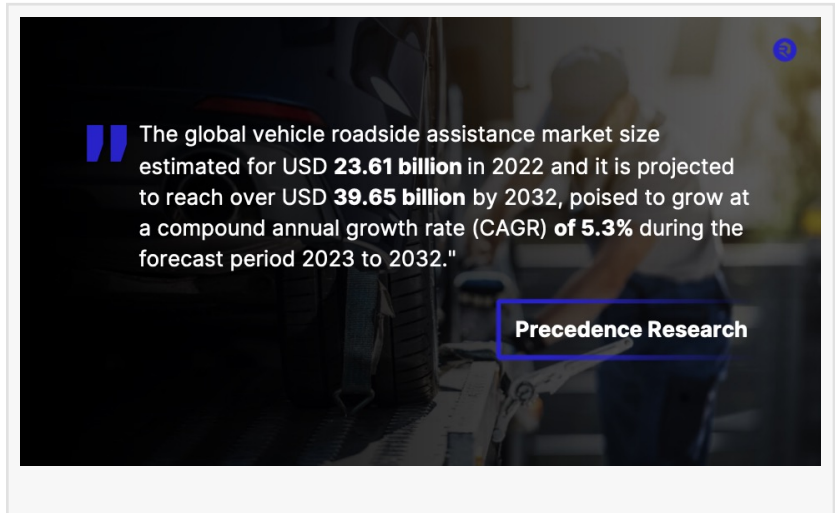 "
The global vehicle roadside assistance market size
estimated for USD 23.61 billion in 2022 and it is projected
to reach over USD 39.65 billion by 2032, poised to grow at
a compound annual growth rate (CAGR) of 5.3% during the
forecast period 2023 to 2032."
Precedence Research